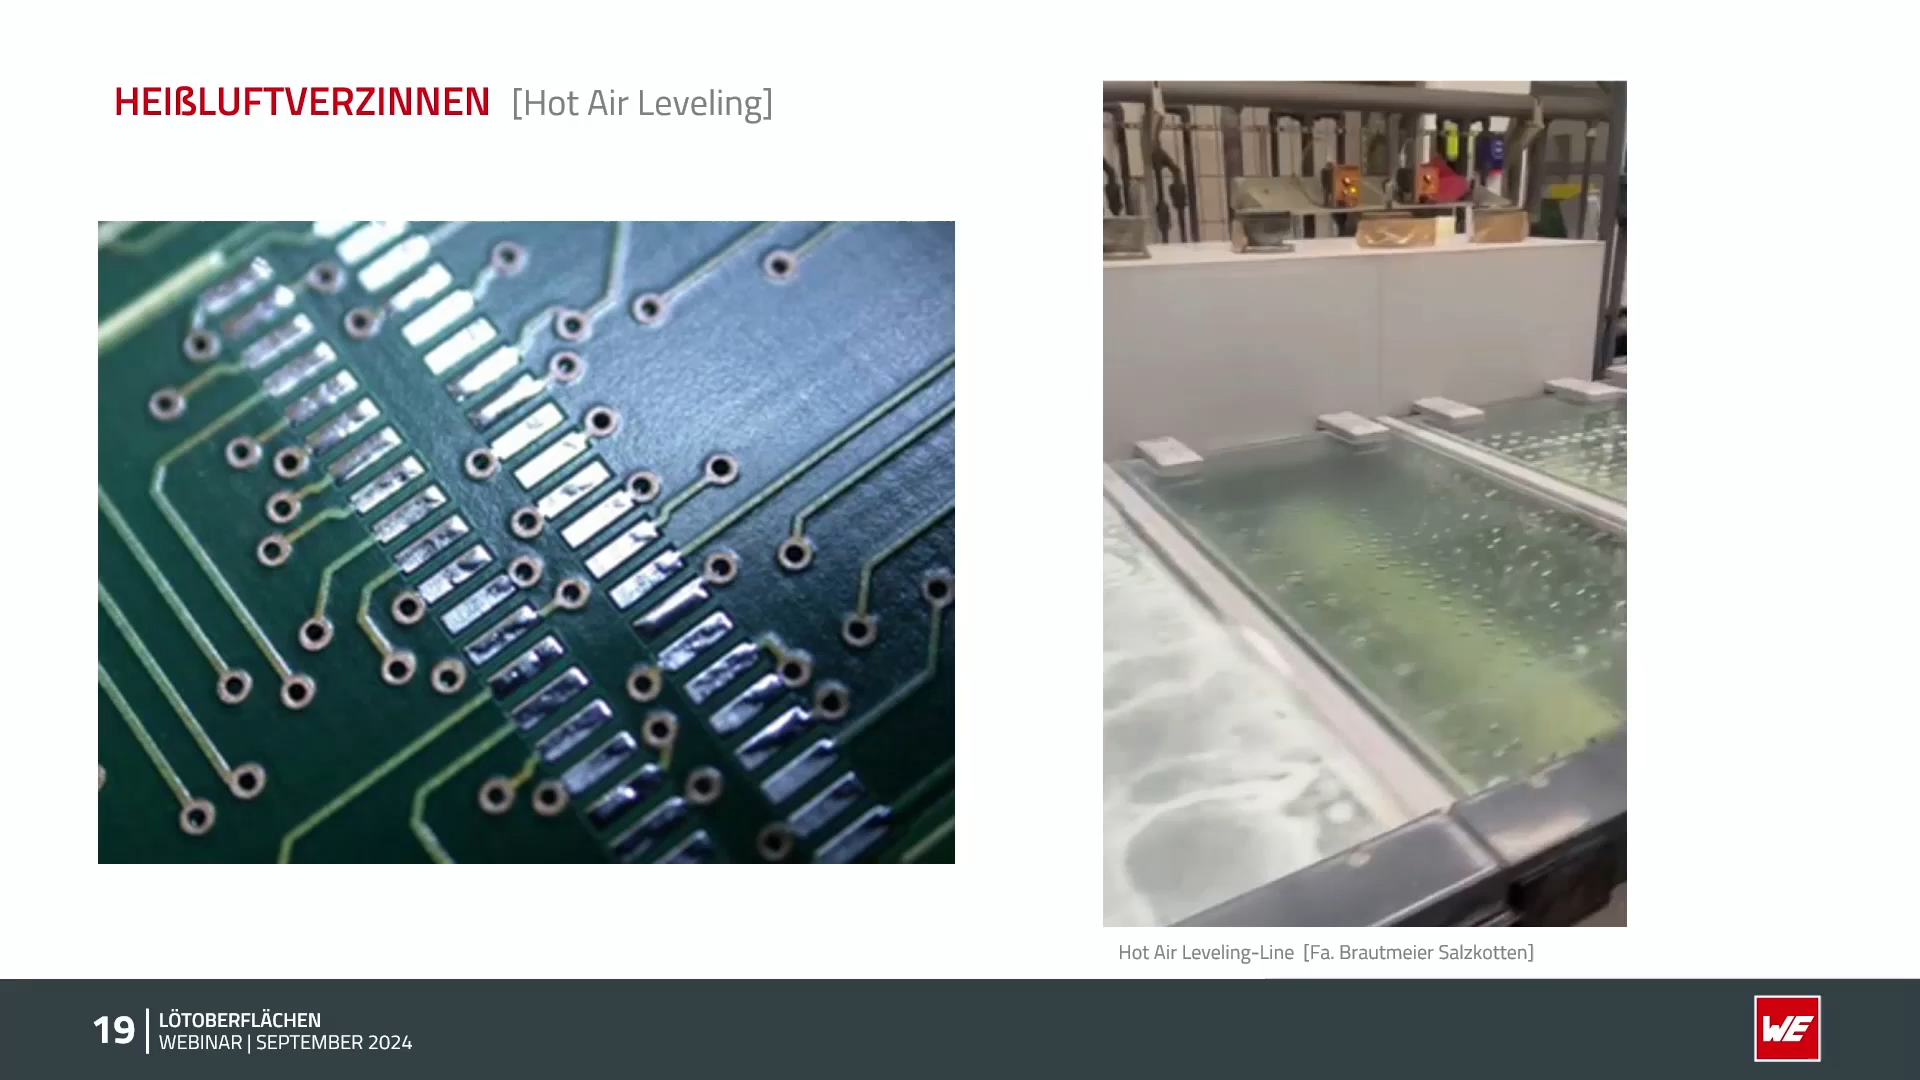 HEIßLUFTVERZINNEN [Hot Air Leveling]
Hot Air Leveling-Line [Fa. Brautmeier Salzkotten]
19
LÖTOBERFLÄCHEN
WEBINAR | SEPTEMBER 2024
WE